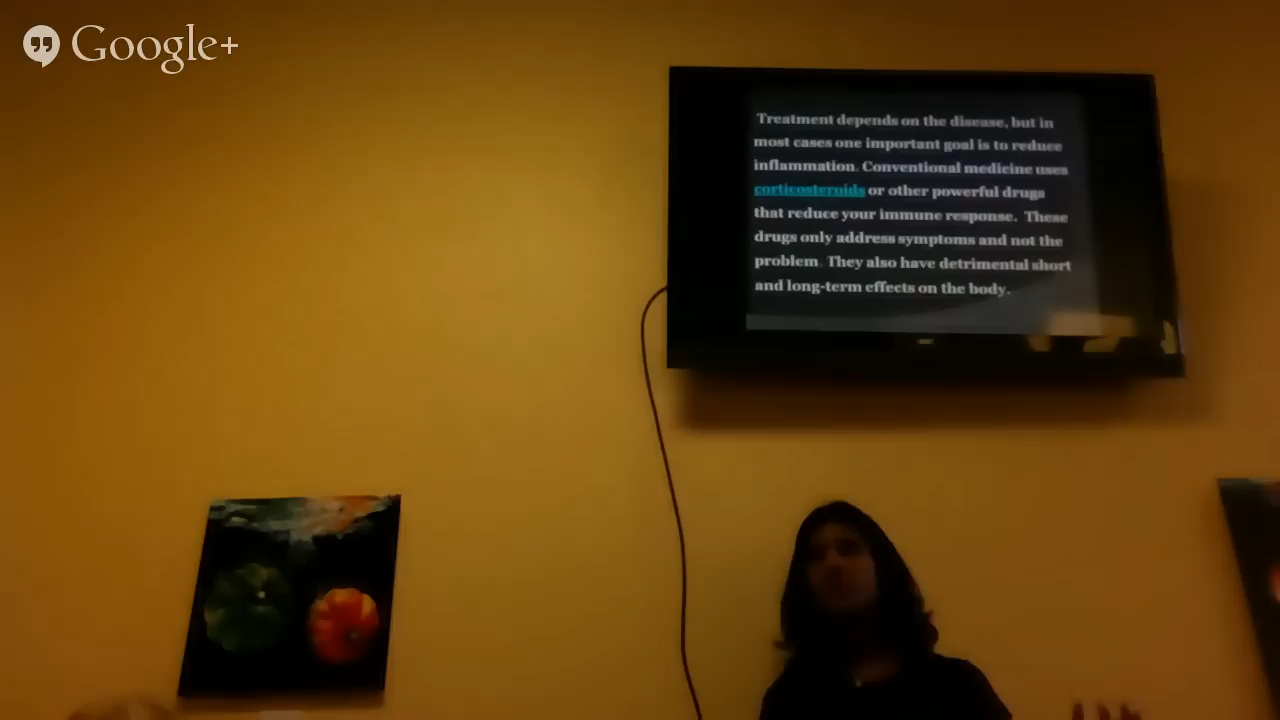 Google+
Treatment depends on the disease, but in
most cases one important goal is to reduce
inflammation. Conventional medicine uses
corticosteroids or other powerful drugs
that reduce your immune response. These
drugs only address symptoms and not the
problem. They also have detrimental short
and long-term effects on the body.